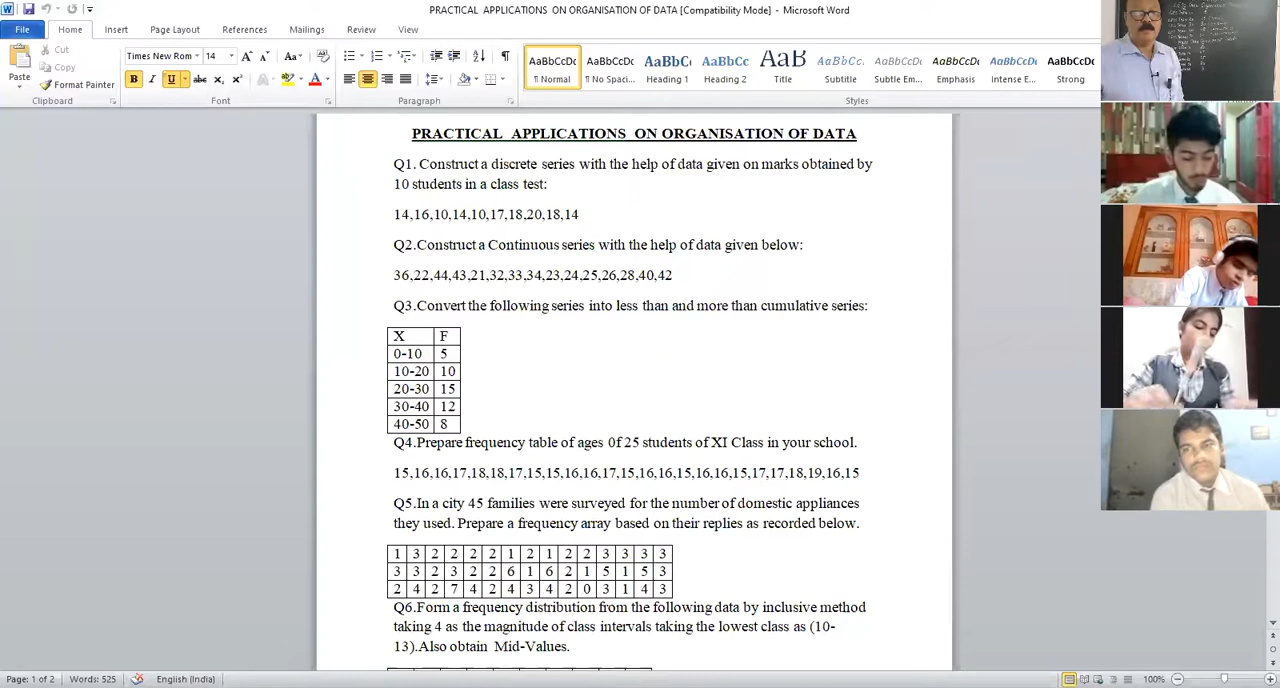 PRACTICAL APPLICATIONS ON ORGANISATION OF DATA [Compatibility Mode] - Microsoft Word
File Home Insert Page Layout References Mailings Review View
Cut
Copy
Format Painter
Paste
Times New Rom 14
AaBbCcDc AaBbCcDc AaBbC AaBbCc AaB AaBbCc. AaBbCcDc AaBbCcDc AaBbCcDc AaBbCcDc
¶ Normal ¶ No Spaci... Heading 1 Heading 2 Title Subtitle Subtle Em... Emphasis Intense E... Strong
Clipboard Font Paragraph Styles
PRACTICAL APPLICATIONS ON ORGANISATION OF DATA
Q1. Construct a discrete series with the help of data given on marks obtained by
10 students in a class test:
14,16,10,14,10,17,18,20,18,14
Q2.Construct a Continuous series with the help of data given below:
36,22,44,43,21,32,33,34,23,24,25,26,28,40,42
Q3.Convert the following series into less than and more than cumulative series:
X F
0-10 5
10-20 10
20-30 15
30-40 12
40-50 8
Q4.Prepare frequency table of ages 0f 25 students of XI Class in your school.
15,16,16,17,18,18,17,15,15,16,16,17,15,16,16,15,16,16,15,17,17,18,19,16,15
Q5.In a city 45 families were surveyed for the number of domestic appliances
they used. Prepare a frequency array based on their replies as recorded below.
1 3 2 2 2 2 1 2 1 2 2 3 3 3 3
3 3 2 3 2 2 6 1 6 2 1 5 1 5 3
2 4 2 7 4 2 4 3 4 2 0 3 1 4 3
Q6.Form a frequency distribution from the following data by inclusive method
taking 4 as the magnitude of class intervals taking the lowest class as (10-
13).Also obtain Mid-Values.
Page: 1 of 2 Words: 525 English (India) 100%